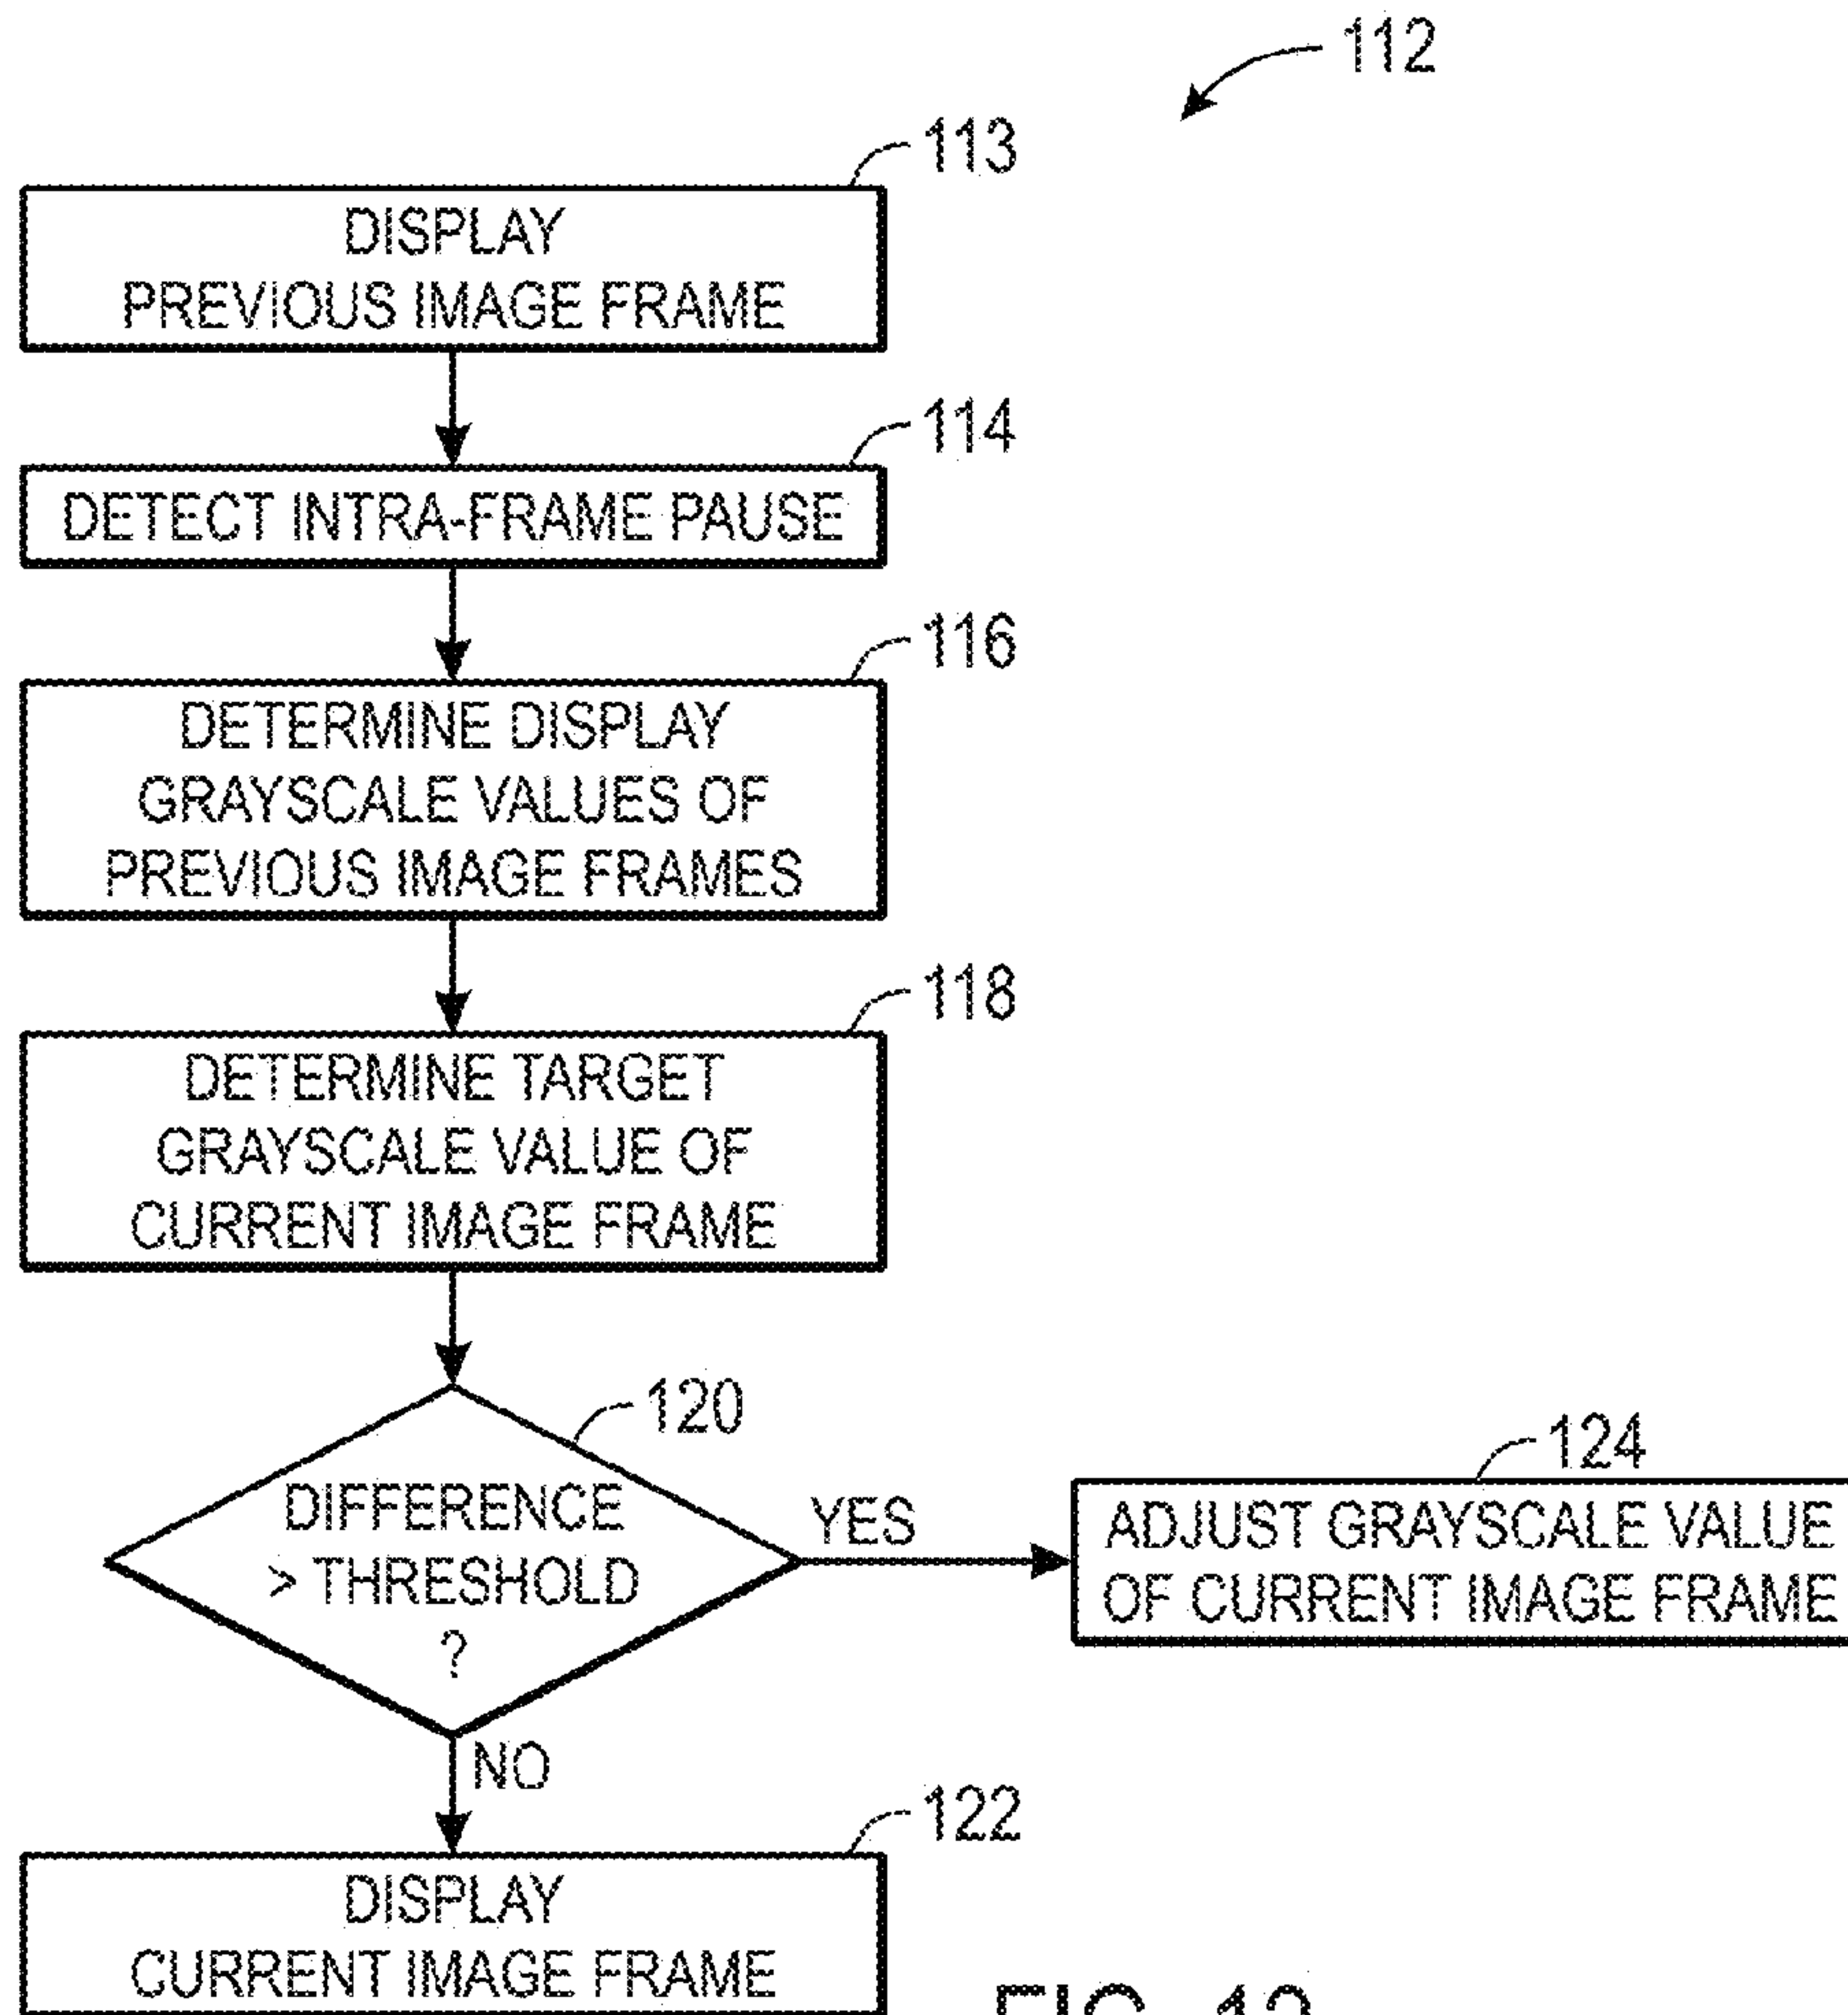 112
113
DISPLAY
PREVIOUS IMAGE FRAME
114
DETECT INTRA-FRAME PAUSE
116
DETERMINE DISPLAY
GRAYSCALE VALUES OF
PREVIOUS IMAGE FRAMES
118
DETERMINE TARGET
GRAYSCALE VALUE OF
CURRENT IMAGE FRAME
120
DIFFERENCE
> THRESHOLD
?
YES
124
ADJUST GRAYSCALE VALUE
OF CURRENT IMAGE FRAME
NO
122
DISPLAY
CURRENT IMAGE FRAME
FIG.